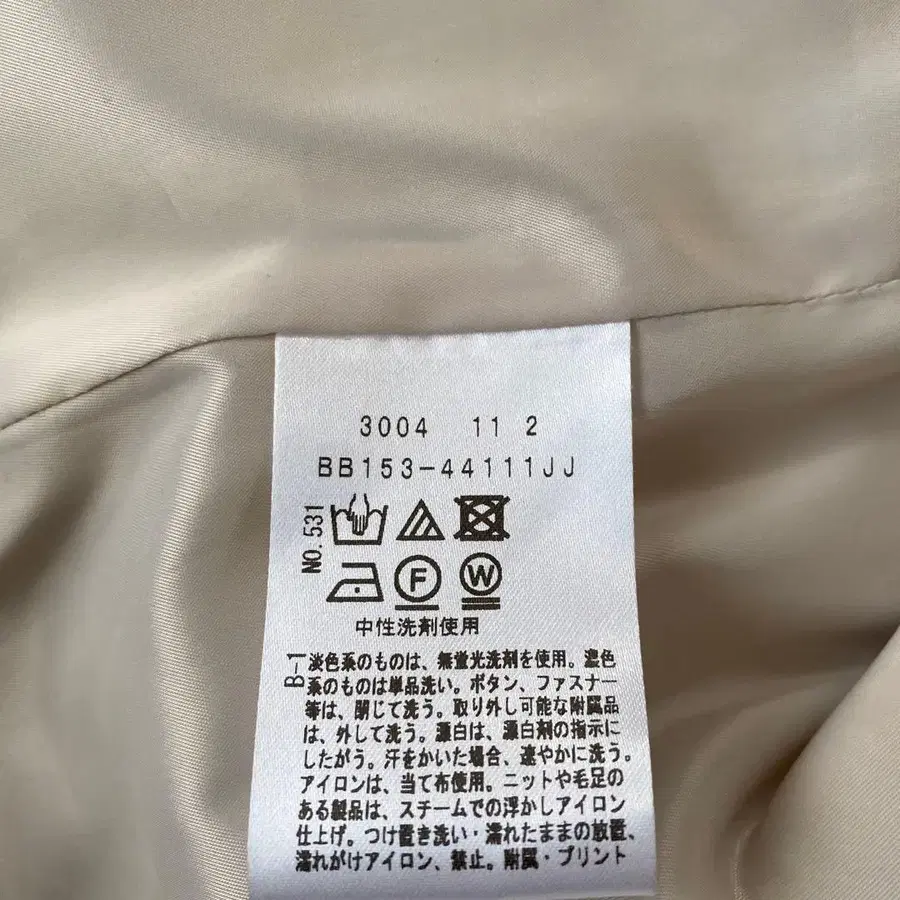 3004 11 2
BB153-44111JJ
NO.531
F W
中性洗剤使用
B-1
淡色系のものは、無蛍光洗剤を使用。濃色
系のものは単品洗い。ボタン、ファスナー
等は、閉じて洗う。取り外し可能な附属品
は、外して洗う。漂白は、漂白剤の指示に
したがう。汗をかいた場合、速やかに洗う。
アイロンは、当て布使用。ニットや毛足の
ある製品は、スチームでの浮かしアイロン
仕上げ。つけ置き洗い・濡れたままの放置、
濡れがけアイロン、禁止。附属・プリント